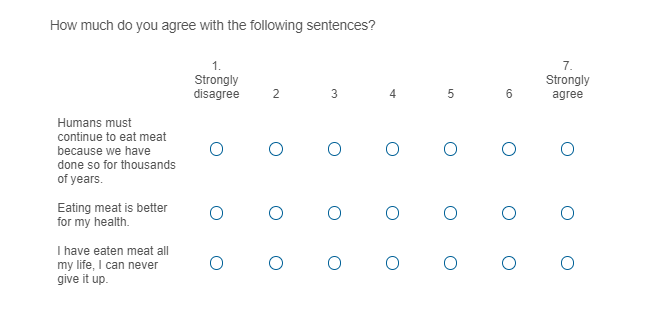 How much do you agree with the following sentences?
1.
Strongly
disagree
2
3
4
5
6
7.
Strongly
agree
Humans must
continue to eat meat
because we have
done so for thousands
of years.
Eating meat is better
for my health.
I have eaten meat all
my life, I can never
give it up.